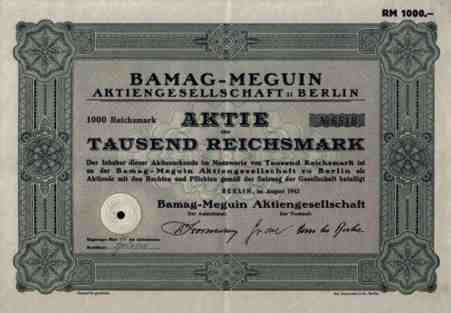 RM 1000,—
BAMAG-MEGUIN
AKTIENGESELLSCHAFT ZU BERLIN
1000 Reichsmark
AKTIE
№ 6518
über
TAUSEND REICHSMARK
Der Inhaber dieser Aktienurkunde im Nennwerte von Tausend Reichsmark ist
an der Bamag-Meguin Aktiengesellschaft zu Berlin als
Aktionär mit den Rechten und Pflichten gemäß der Satzung der Gesellschaft beteiligt
BERLIN, im August 1942
Bamag-Meguin Aktiengesellschaft
Der Aufsichtsrat: Der Vorstand: